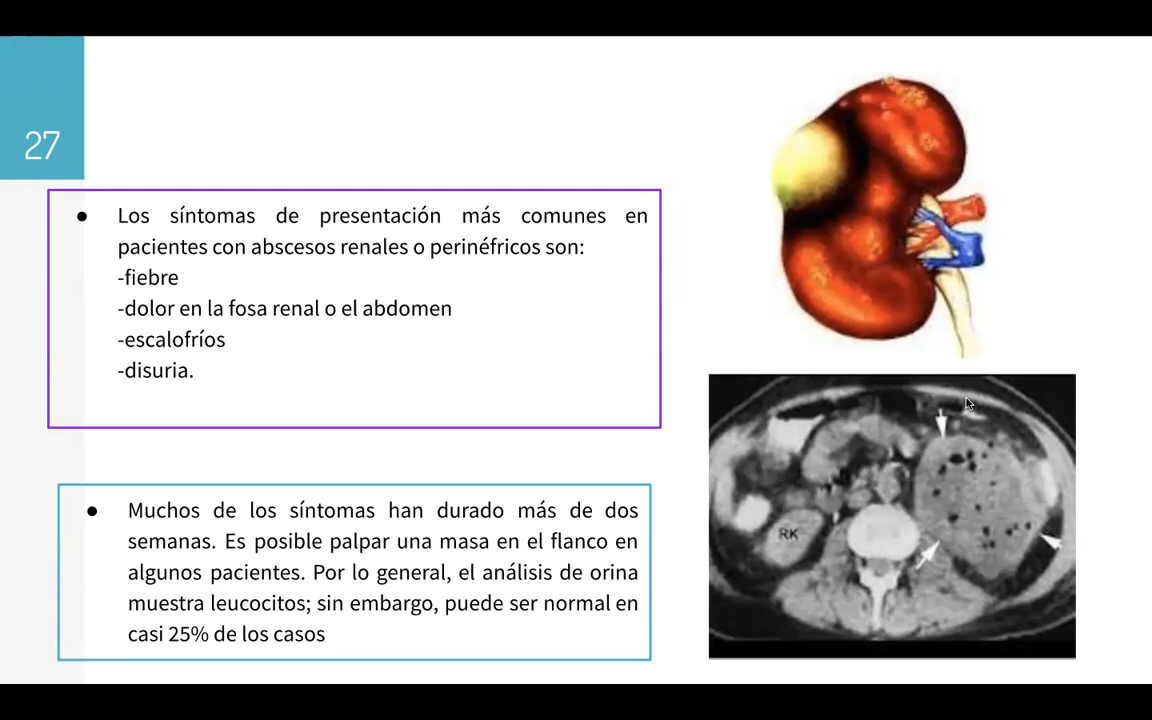 27
● Los síntomas de presentación más comunes en
pacientes con abscesos renales o perinéfricos son:
-fiebre
-dolor en la fosa renal o el abdomen
-escalofríos
-disuria.
● Muchos de los síntomas han durado más de dos
semanas. Es posible palpar una masa en el flanco en
algunos pacientes. Por lo general, el análisis de orina
muestra leucocitos; sin embargo, puede ser normal en
casi 25% de los casos
RK